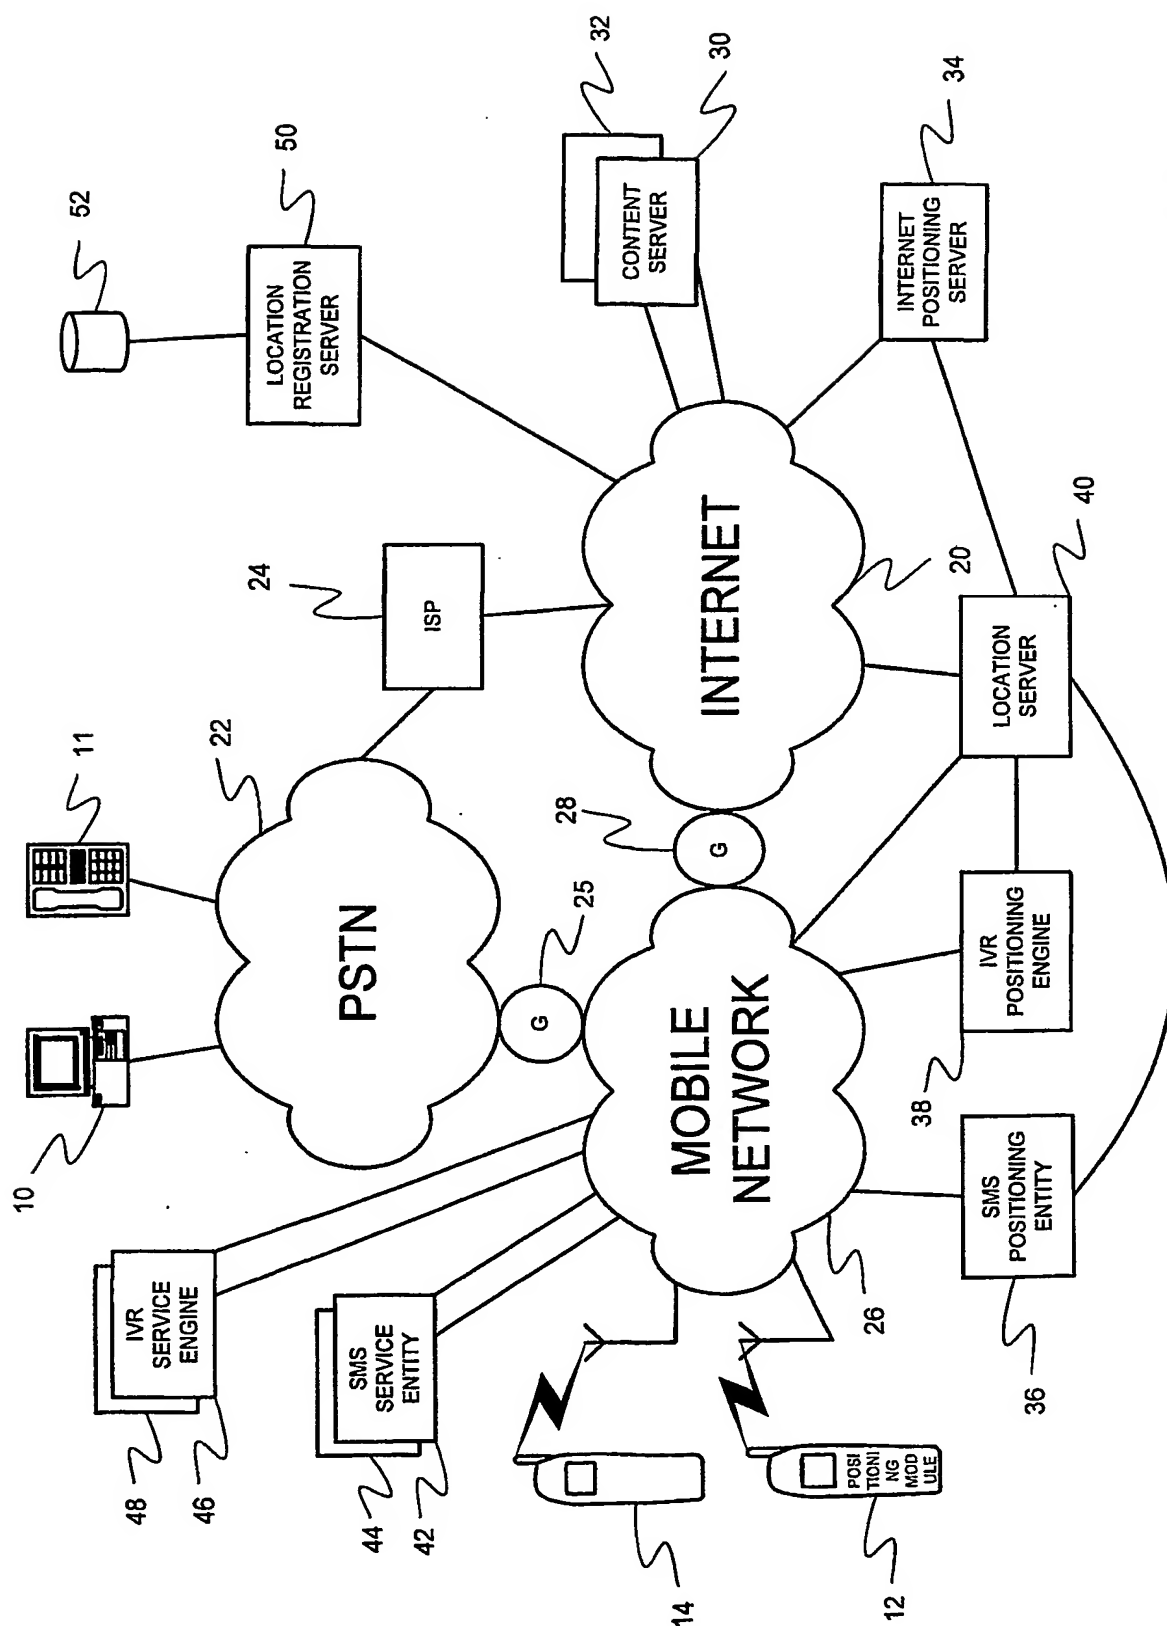 52
50
LOCATION
REGISTRATION
SERVER
32
30
CONTENT
SERVER
34
INTERNET
POSITIONING
SERVER
11
24
ISP
22
PSTN
10
25
G
28
G
INTERNET
20
40
LOCATION
SERVER
MOBILE
NETWORK
38
IVR
POSITIONING
ENGINE
26
36
SMS
POSITIONING
ENTITY
IVR
SERVICE
ENGINE
48
46
SMS
SERVICE
ENTITY
44
42
14
POSI
TIONI
NG
MOD
ULE
12